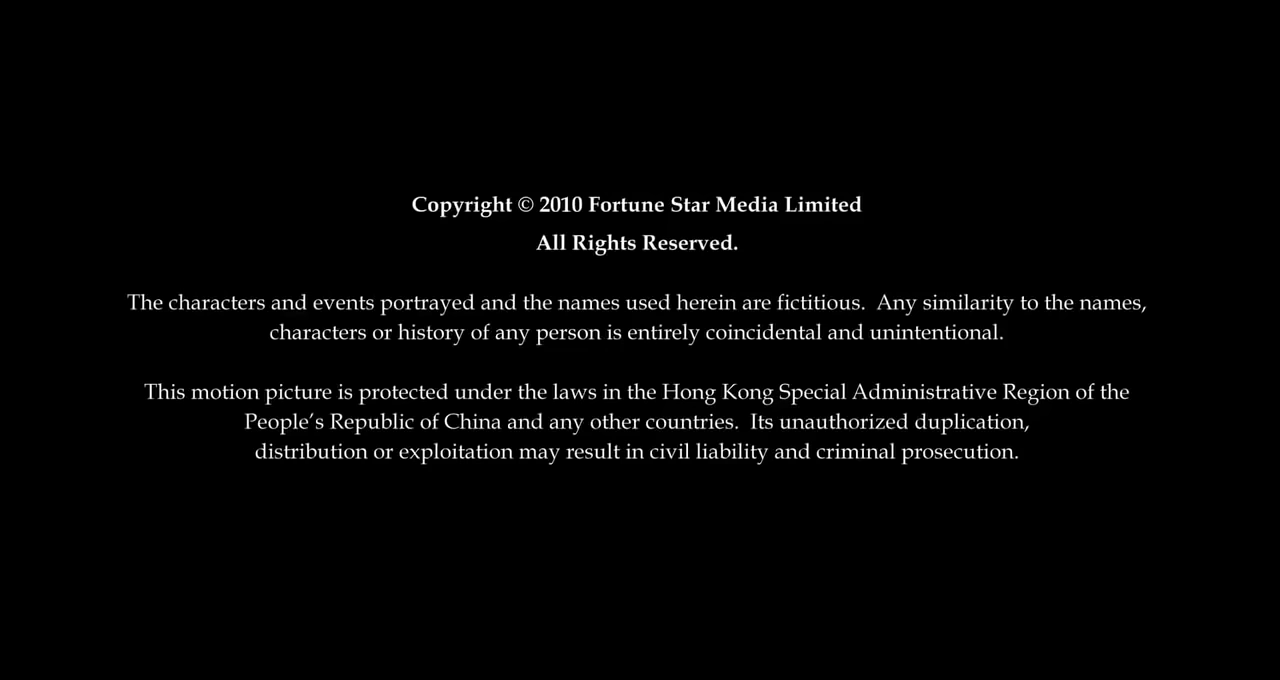 Copyright © 2010 Fortune Star Media Limited
All Rights Reserved.
The characters and events portrayed and the names used herein are fictitious.  Any similarity to the names,
characters or history of any person is entirely coincidental and unintentional.
This motion picture is protected under the laws in the Hong Kong Special Administrative Region of the
People’s Republic of China and any other countries.  Its unauthorized duplication,
distribution or exploitation may result in civil liability and criminal prosecution.